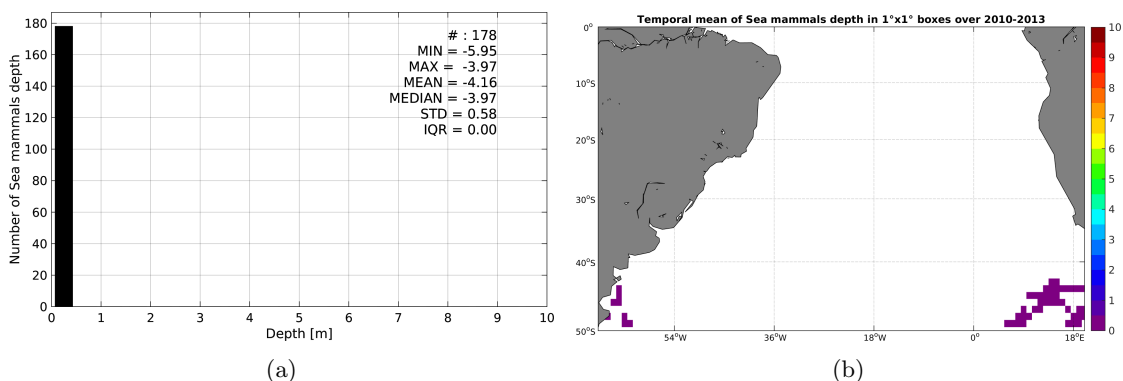 180
160
140
120
100
80
60
40
20
0
Number of Sea mammals depth
# : 178
MIN = -5.95
MAX = -3.97
MEAN = -4.16
MEDIAN = -3.97
STD = 0.58
IQR = 0.00
0 1 2 3 4 5 6 7 8 9 10
Depth [m]
(a)
Temporal mean of Sea mammals depth in 1°x1° boxes over 2010-2013
0°
10°S
20°S
30°S
40°S
50°S
54°W 36°W 18°W 0° 18°E
10
9
8
7
6
5
4
3
2
1
0
(b)